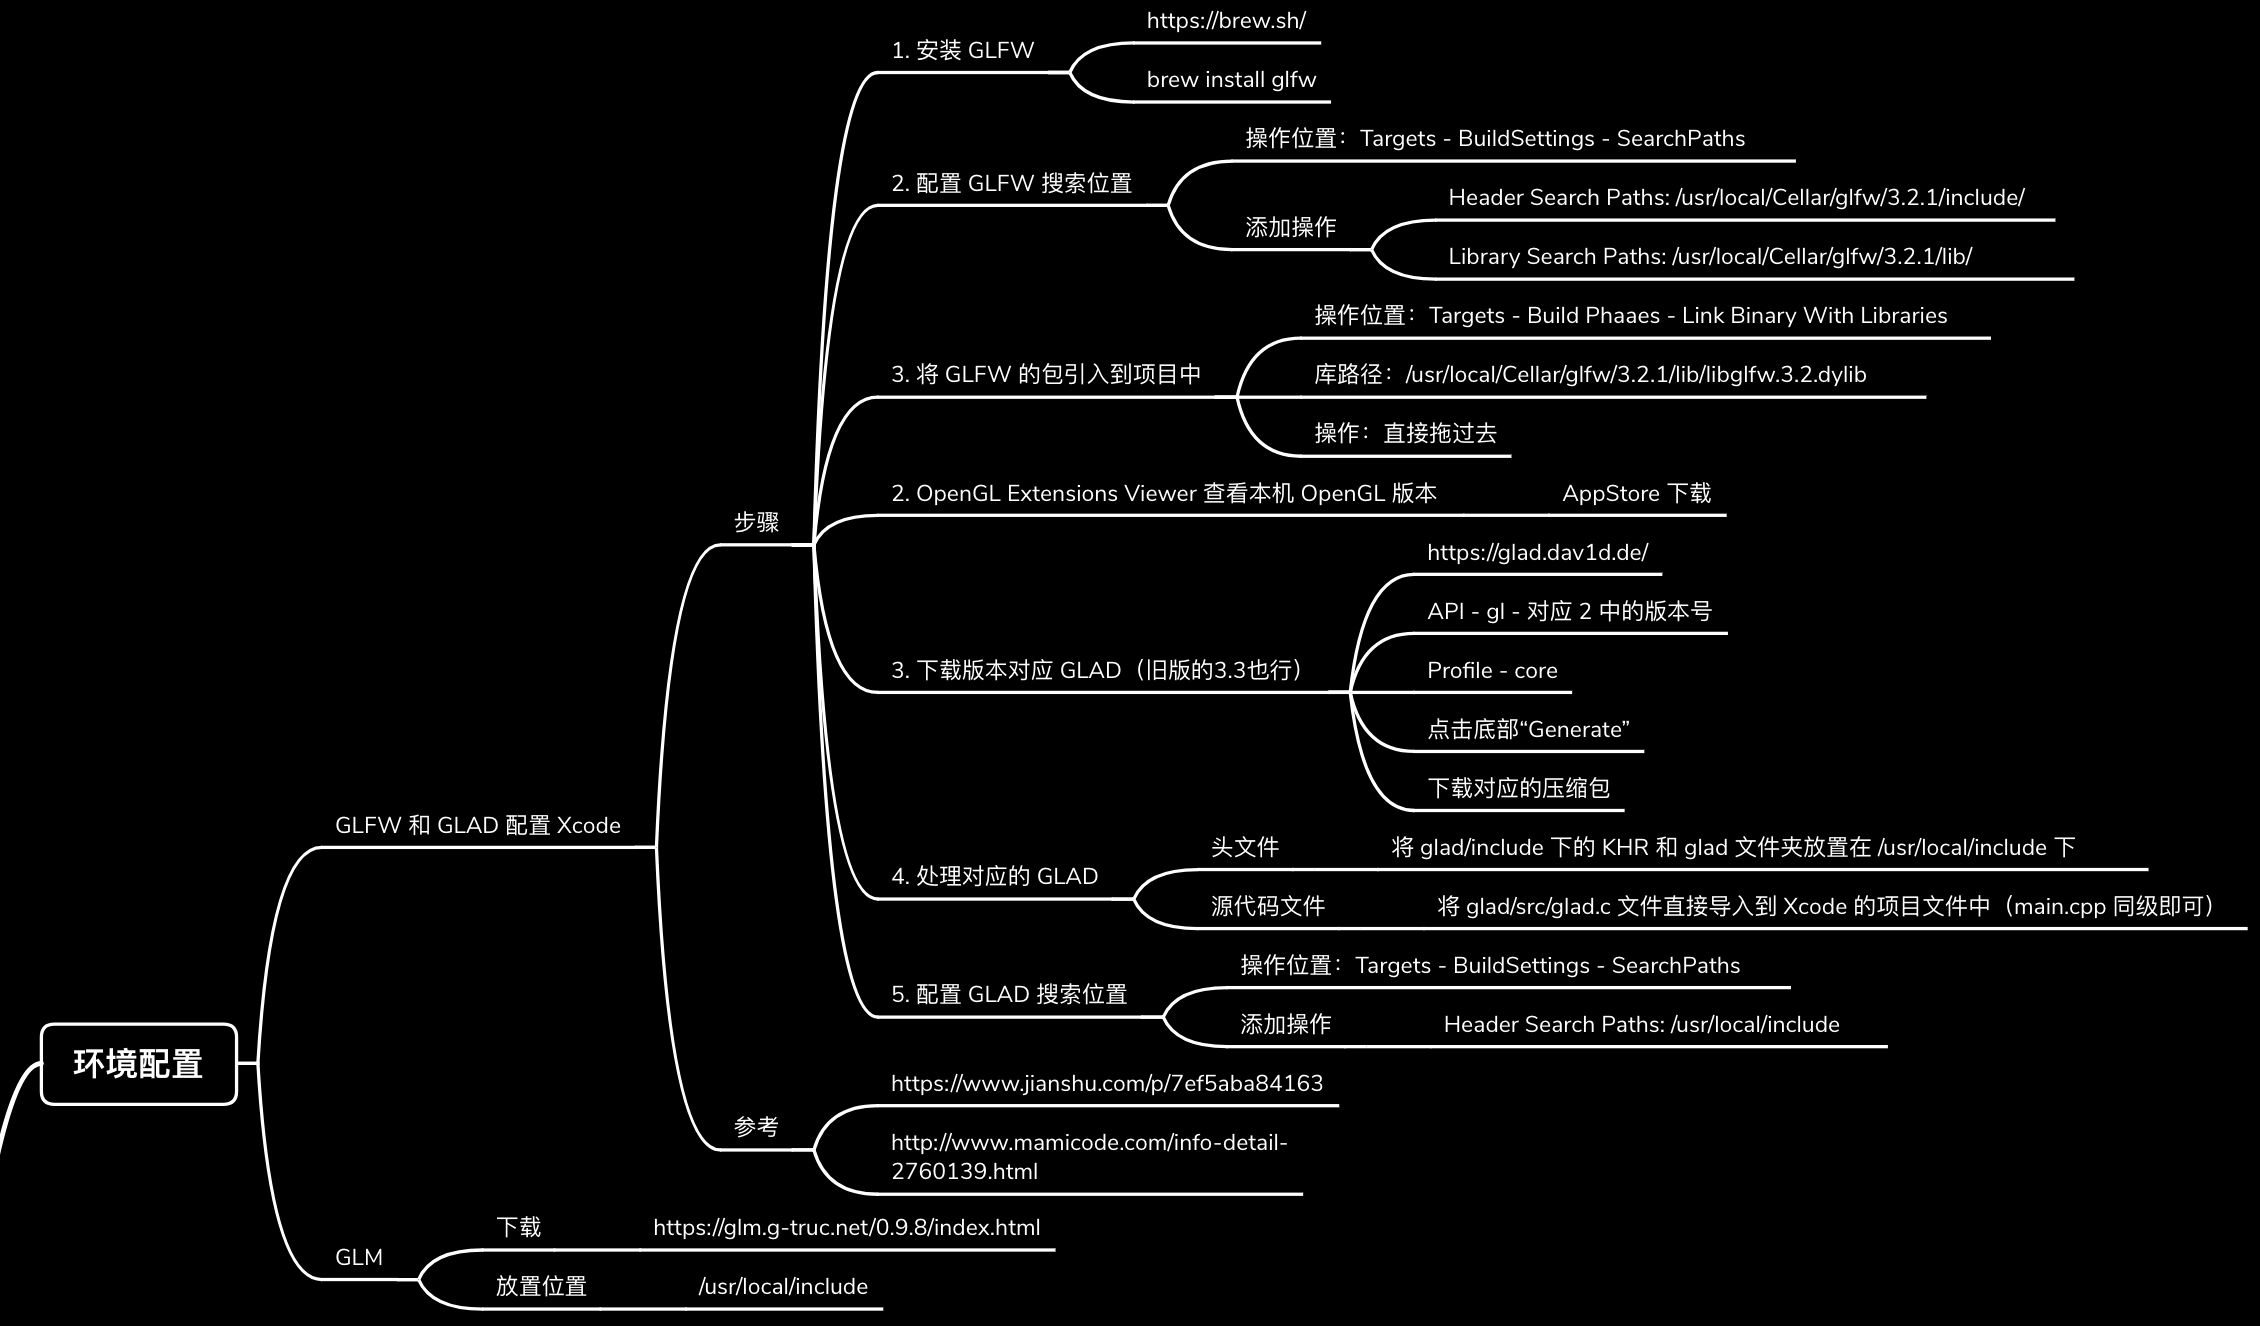 https://brew.sh/
1. 安装 GLFW
brew install glfw
操作位置：Targets - BuildSettings - SearchPaths
2. 配置 GLFW 搜索位置
Header Search Paths: /usr/local/Cellar/glfw/3.2.1/include/
添加操作
Library Search Paths: /usr/local/Cellar/glfw/3.2.1/lib/
操作位置：Targets - Build Phaaes - Link Binary With Libraries
3. 将 GLFW 的包引入到项目中
库路径：/usr/local/Cellar/glfw/3.2.1/lib/libglfw.3.2.dylib
操作：直接拖过去
2. OpenGL Extensions Viewer 查看本机 OpenGL 版本
AppStore 下载
步骤
https://glad.dav1d.de/
API - gl - 对应 2 中的版本号
3. 下载版本对应 GLAD（旧版的3.3也行）
Profile - core
点击底部“Generate”
下载对应的压缩包
GLFW 和 GLAD 配置 Xcode
头文件
将 glad/include 下的 KHR 和 glad 文件夹放置在 /usr/local/include 下
4. 处理对应的 GLAD
源代码文件
将 glad/src/glad.c 文件直接导入到 Xcode 的项目文件中（main.cpp 同级即可）
操作位置：Targets - BuildSettings - SearchPaths
5. 配置 GLAD 搜索位置
添加操作
Header Search Paths: /usr/local/include
环境配置
https://www.jianshu.com/p/7ef5aba84163
参考
http://www.mamicode.com/info-detail-
2760139.html
下载
https://glm.g-truc.net/0.9.8/index.html
GLM
放置位置
/usr/local/include